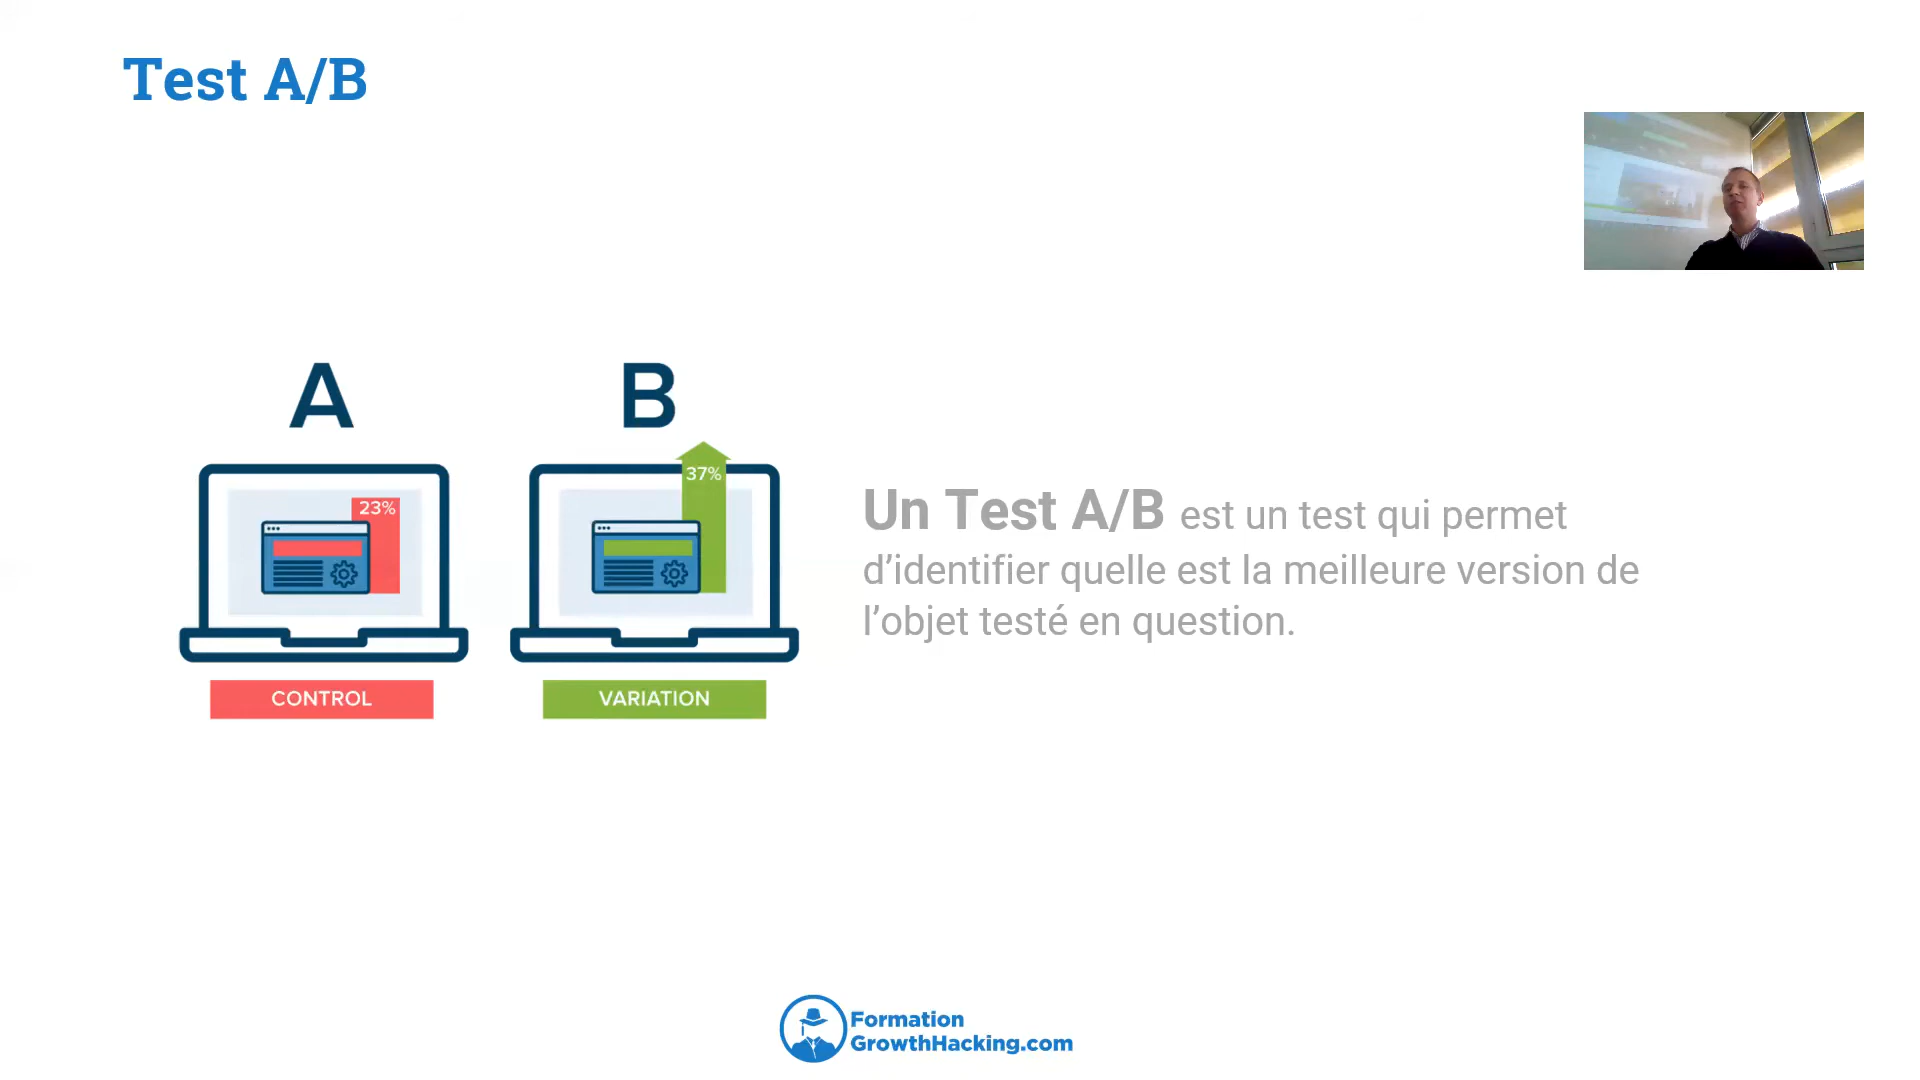 Test A/B
A
B
23%
37%
CONTROL
VARIATION
Un Test A/B est un test qui permet
d’identifier quelle est la meilleure version de
l’objet testé en question.
Formation
GrowthHacking.com